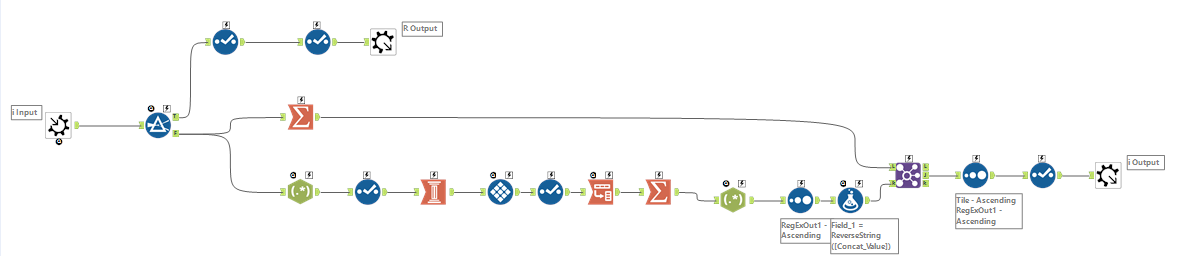 R Output
i Input
i Output
RegExOut1 -
Ascending
Field_1 =
ReverseString
([Concat_Value])
Tile - Ascending
RegExOut1 -
Ascending